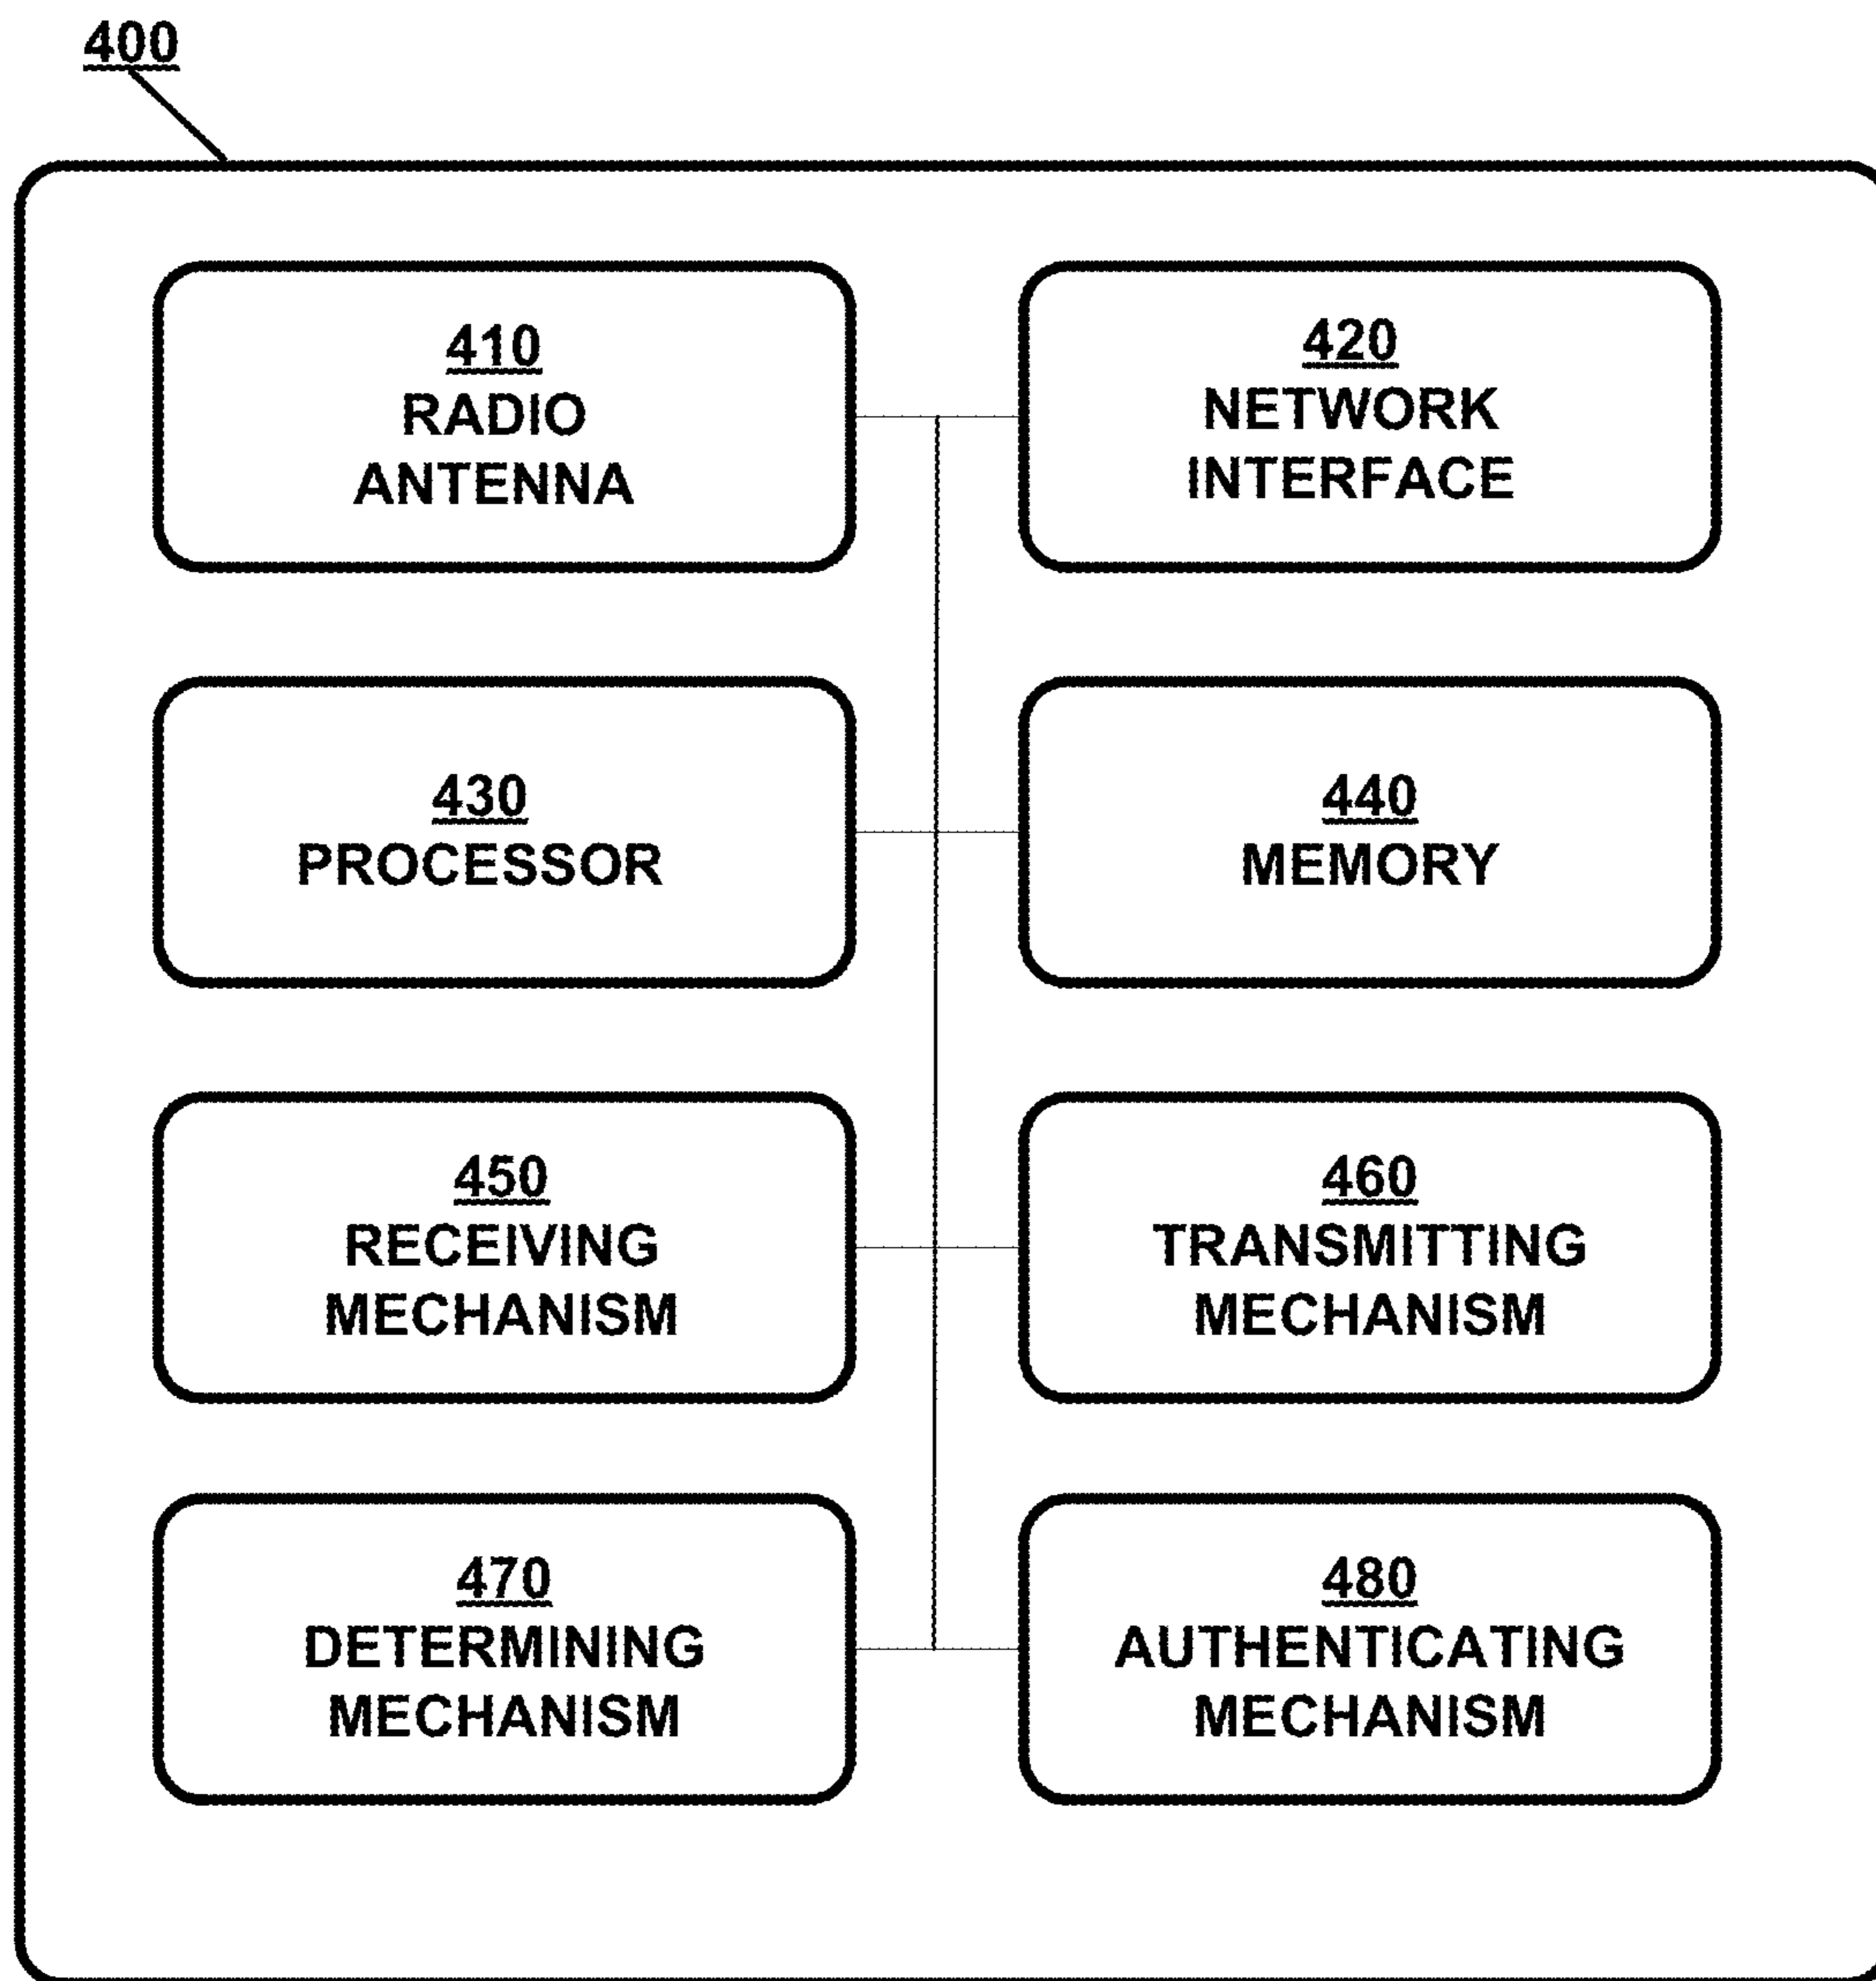 400
410
RADIO
ANTENNA
420
NETWORK
INTERFACE
430
PROCESSOR
440
MEMORY
450
RECEIVING
MECHANISM
460
TRANSMITTING
MECHANISM
470
DETERMINING
MECHANISM
480
AUTHENTICATING
MECHANISM